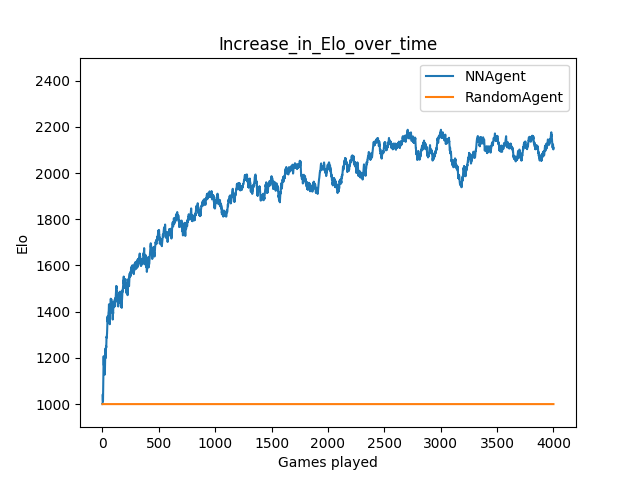 Increase_in_Elo_over_time
NNAgent
RandomAgent
2400
2200
2000
1800
1600
1400
1200
1000
Elo
0 500 1000 1500 2000 2500 3000 3500 4000
Games played